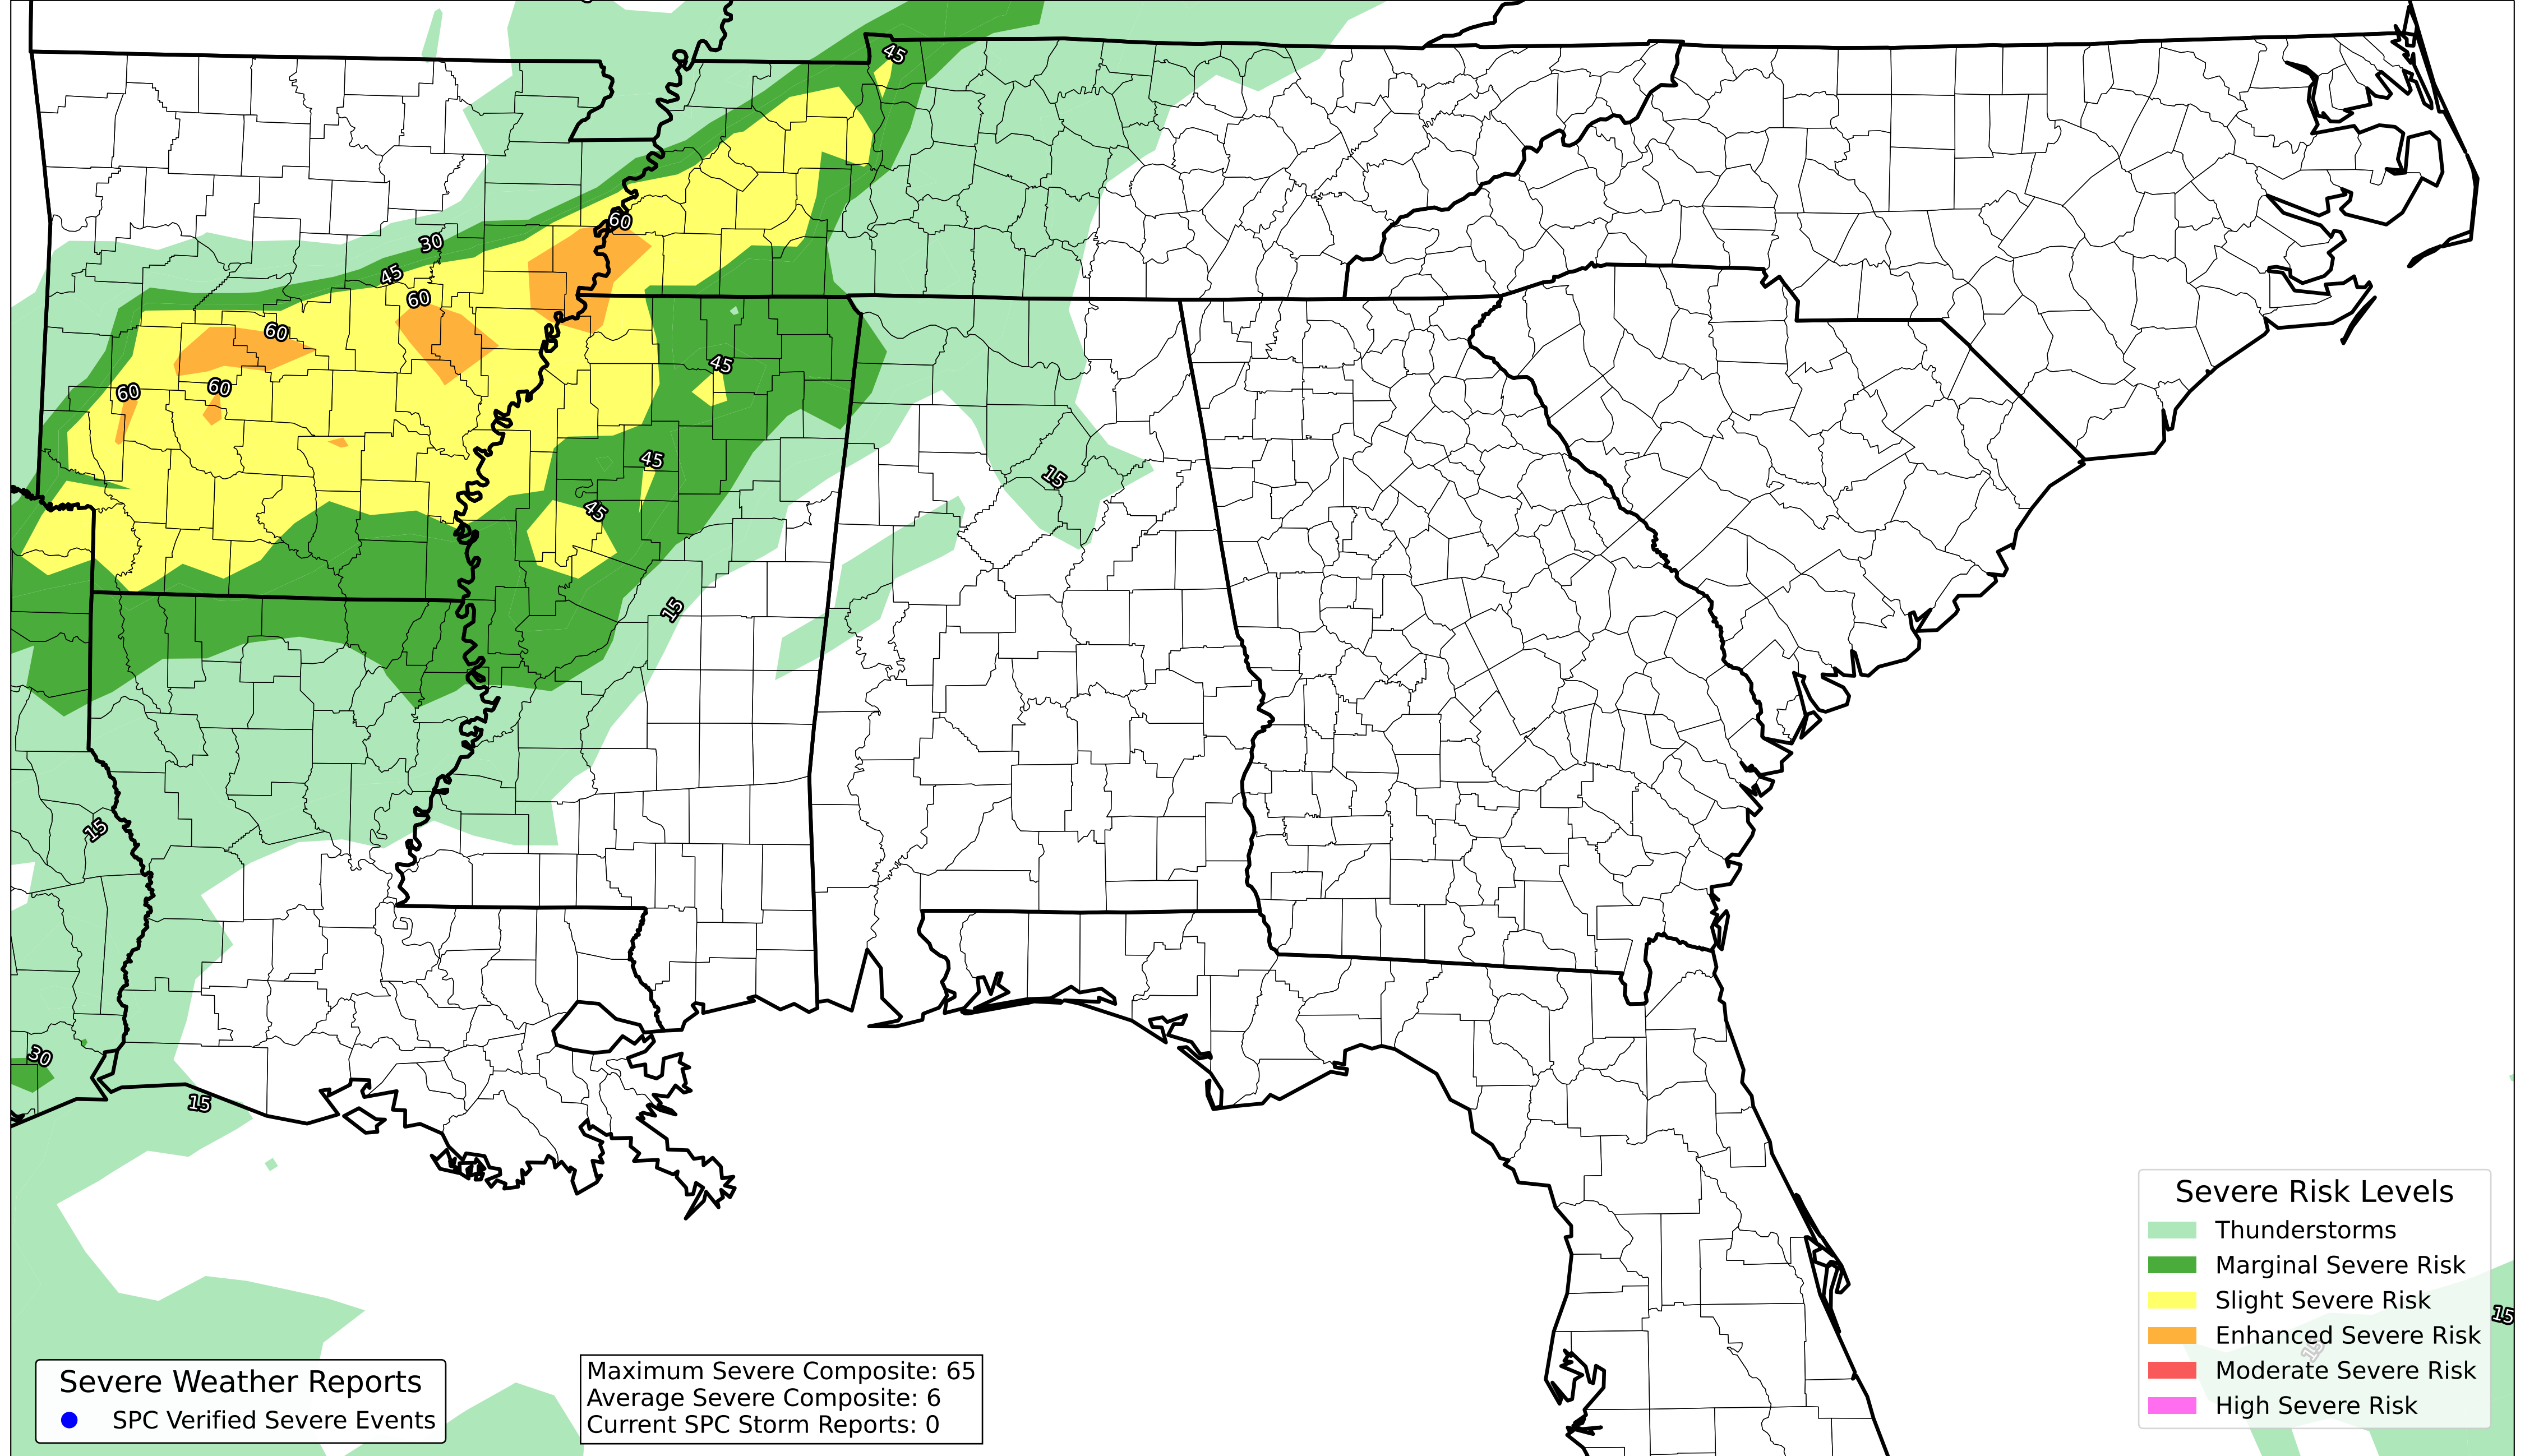 45
60
30
45
60
60
45
60
60
45
15
45
15
15
30
15
Severe Risk Levels
Thunderstorms
Marginal Severe Risk
Slight Severe Risk
Enhanced Severe Risk
Moderate Severe Risk
High Severe Risk
15
15
Severe Weather Reports
SPC Verified Severe Events
Maximum Severe Composite: 65
Average Severe Composite: 6
Current SPC Storm Reports: 0